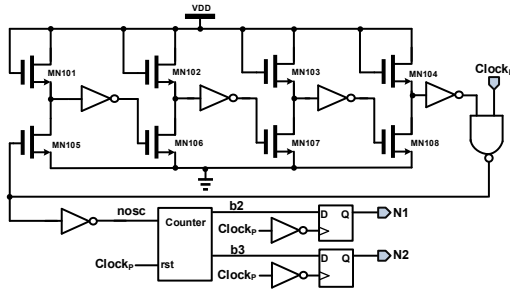 VDD
MN101
MN102
MN103
MN104
Clockₚ
MN105
MN106
MN107
MN108
nosc
Counter
b2
D Q
N1
Clockₚ
b3
D Q
N2
Clockₚ
rst
Clockₚ